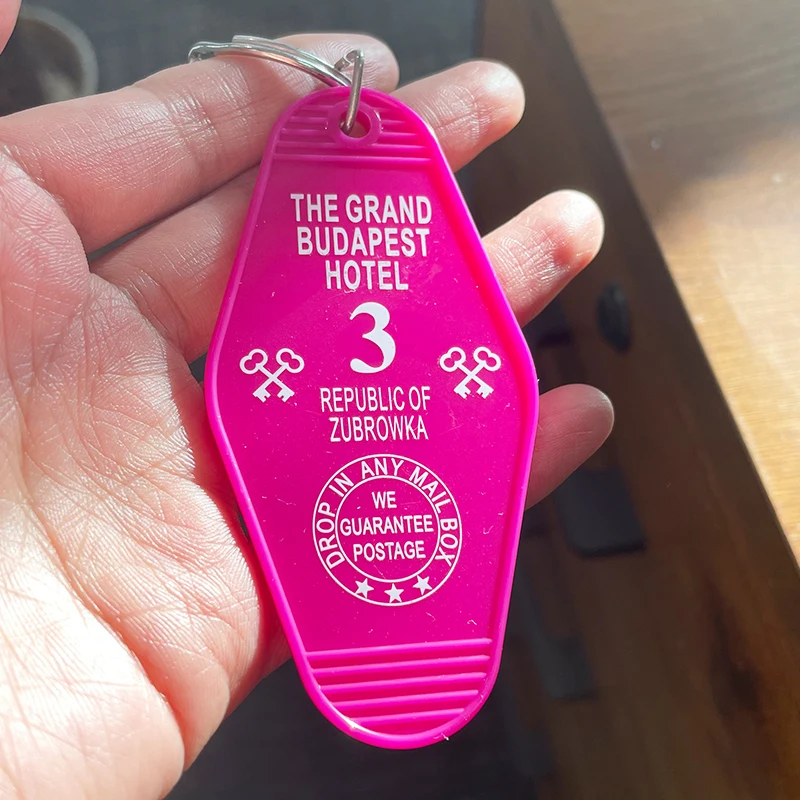 THE GRAND
BUDAPEST
HOTEL
3
REPUBLIC OF
ZUBROWKA
DROP IN ANY MAIL BOX
WE
GUARANTEE
POSTAGE